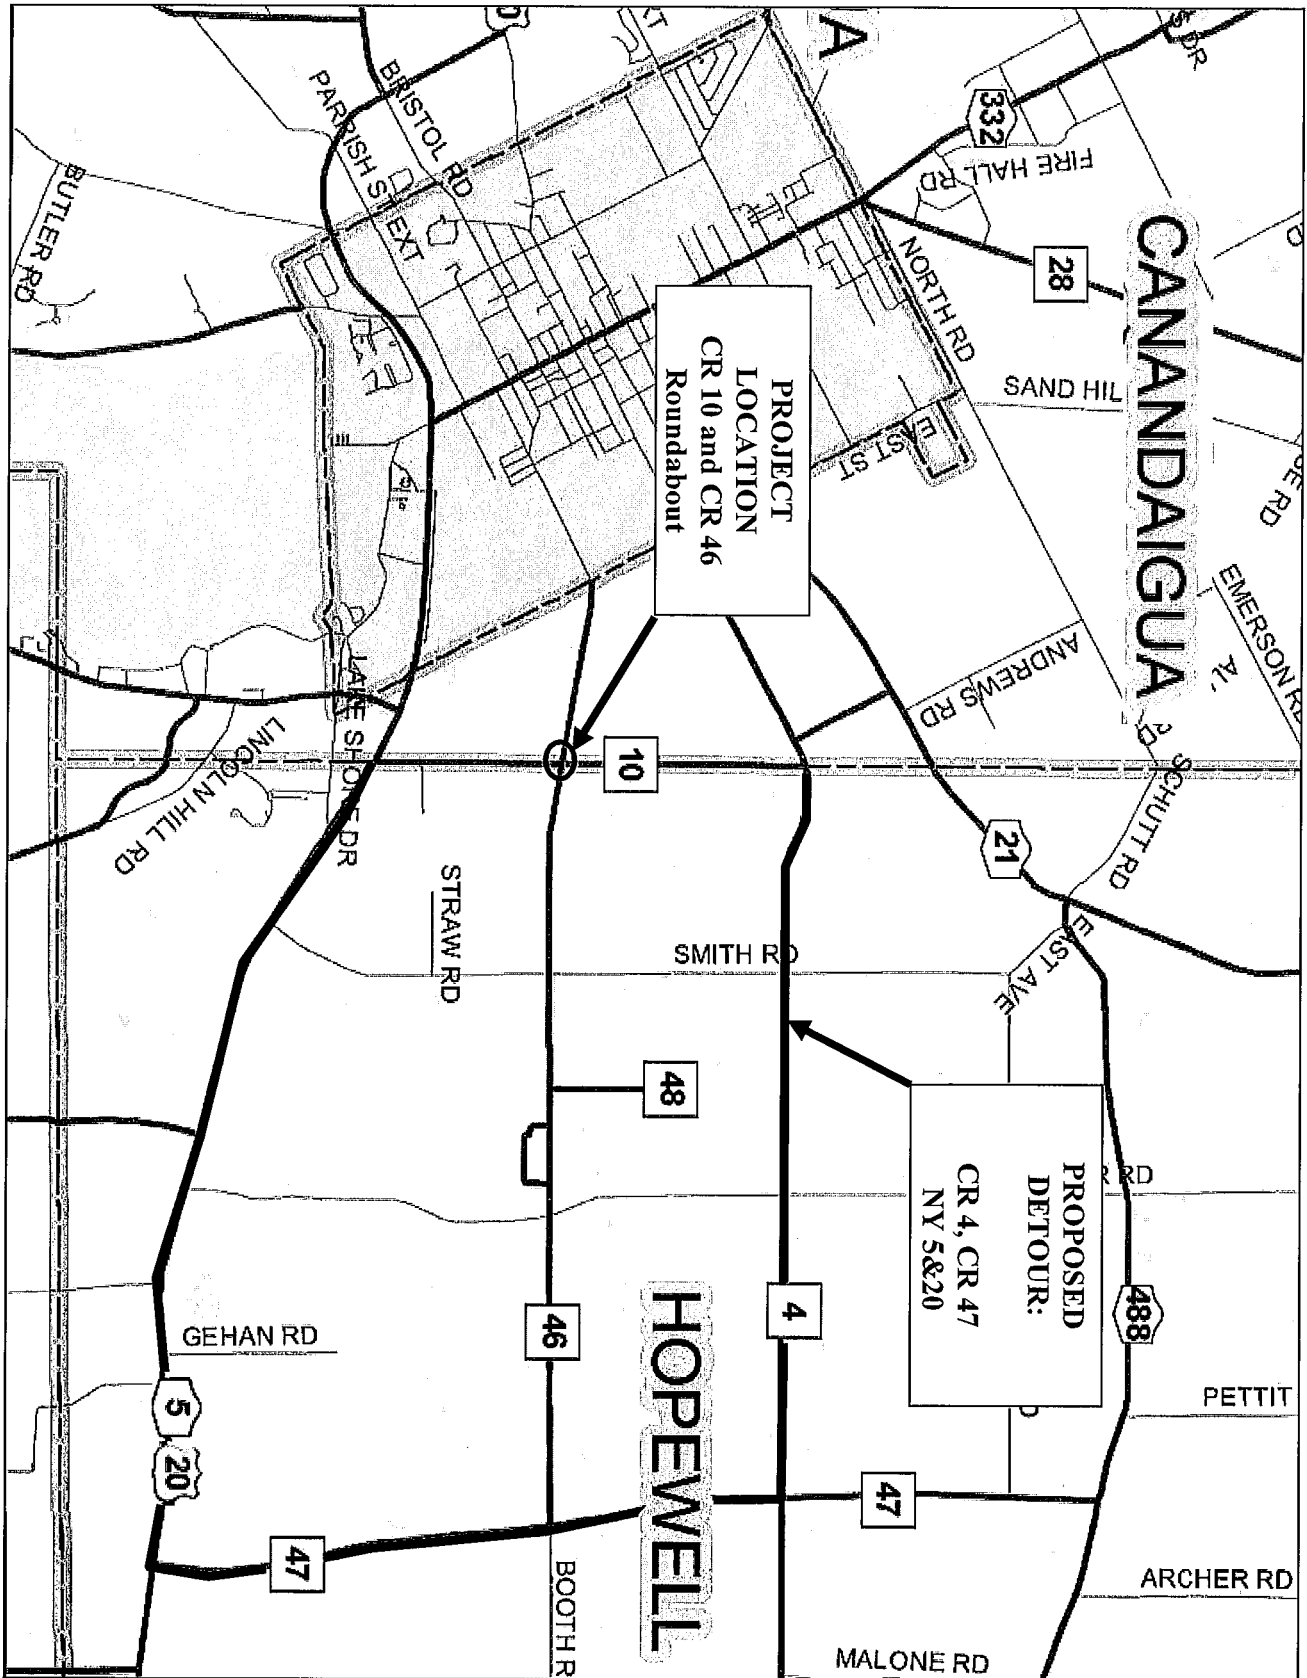 CANANDAIGUA
HOPEWELL
PROJECT
LOCATION
CR 10 and CR 46
Roundabout
PROPOSED
DETOUR:
CR 4, CR 47
NY 5&20
A
S DR
332
FIRE HALL RD
28
NORTH RD
SAND HIL
EAST ST
EMERSON RD
ANDREWS RD
SCHUTT RD
RD
21
EAST AVE
BRISTOL RD
PARRISH ST EXT
BUTLER RD
LAKE SHORE DR
LINCOLN HILL RD
10
STRAW RD
SMITH RD
48
R RD
4
488
46
GEHAN RD
5
20
PETTIT
47
47
ARCHER RD
BOOTH R
MALONE RD